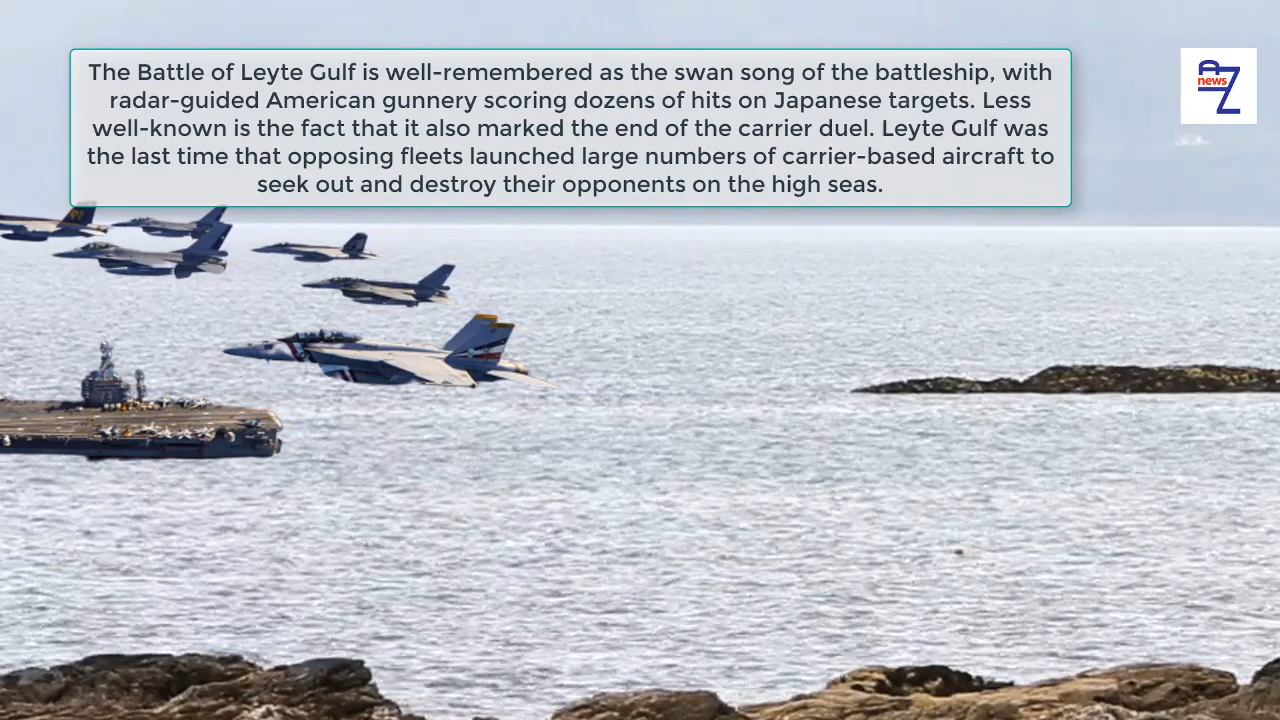 The Battle of Leyte Gulf is well-remembered as the swan song of the battleship, with
radar-guided American gunnery scoring dozens of hits on Japanese targets. Less
well-known is the fact that it also marked the end of the carrier duel. Leyte Gulf was
the last time that opposing fleets launched large numbers of carrier-based aircraft to
seek out and destroy their opponents on the high seas.
A
news
Z
73